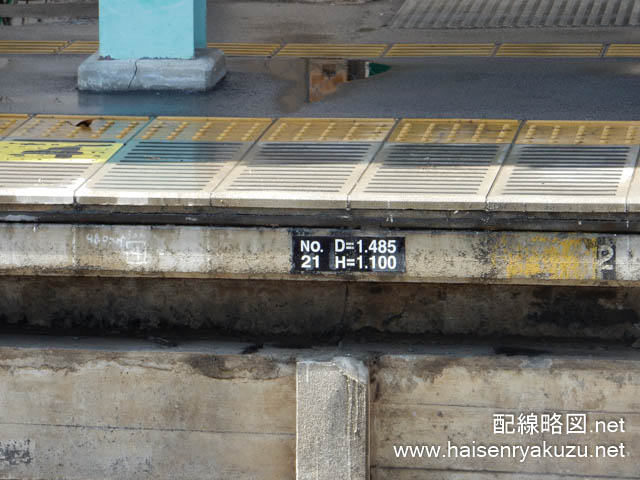 No. D=1.485
21 H=1.100
2
配線略図.net
www.haisenryakuzu.net